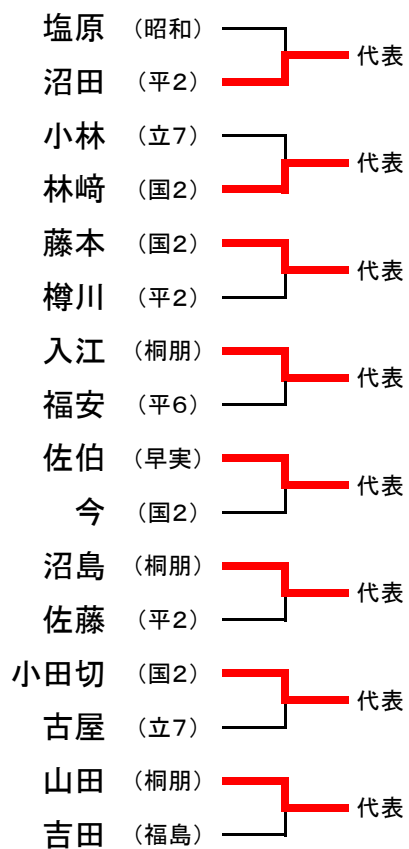 塩原 （昭和）
代表
沼田 （平２）
小林 （立７）
代表
林﨑 （国２）
藤本 （国２）
代表
樽川 （平２）
入江 （桐朋）
代表
福安 （平６）
佐伯 （早実）
代表
今 （国２）
沼島 （桐朋）
代表
佐藤 （平２）
小田切 （国２）
代表
古屋 （立７）
山田 （桐朋）
代表
吉田 （福島）